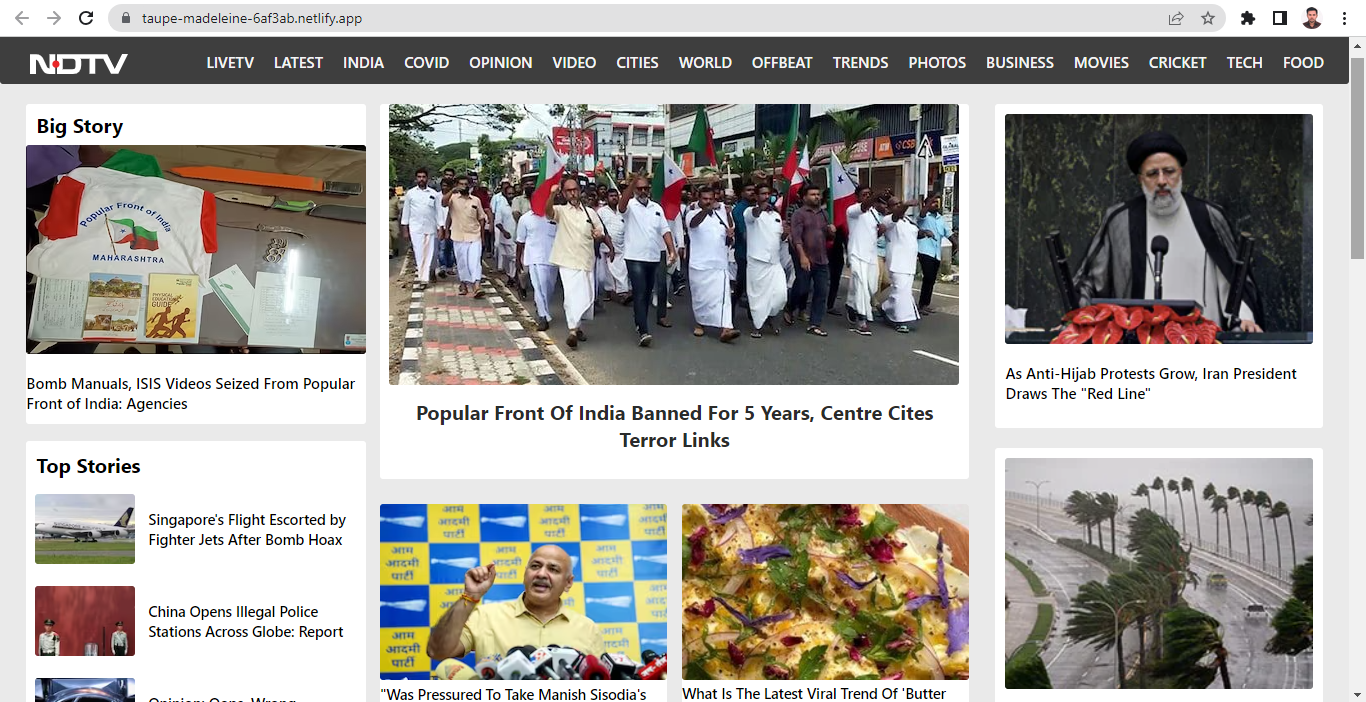 taupe-madeleine-6af3ab.netlify.app
NDTV
LIVETV LATEST INDIA COVID OPINION VIDEO CITIES WORLD OFFBEAT TRENDS PHOTOS BUSINESS MOVIES CRICKET TECH FOOD
Big Story
Popular Front of India
MAHARASHTRA
PHYSICAL
EDUCATION
GUIDE
Bomb Manuals, ISIS Videos Seized From Popular
Front of India: Agencies
Top Stories
Singapore's Flight Escorted by
Fighter Jets After Bomb Hoax
China Opens Illegal Police
Stations Across Globe: Report
ATM
CSB
Popular Front Of India Banned For 5 Years, Centre Cites
Terror Links
आम
आदमी
पार्टी
"Was Pressured To Take Manish Sisodia's
What Is The Latest Viral Trend Of 'Butter
As Anti-Hijab Protests Grow, Iran President
Draws The "Red Line"